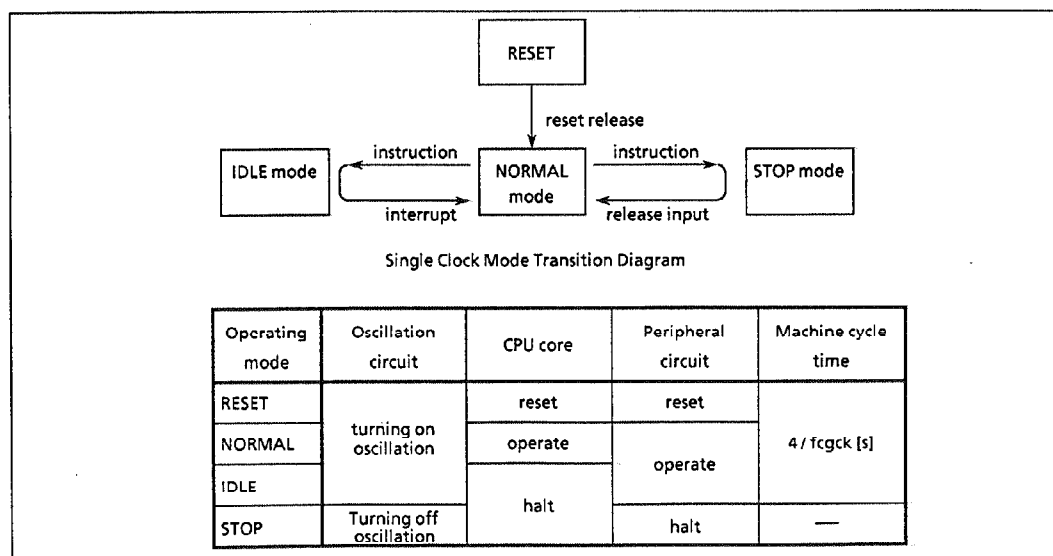 RESET
reset release
instruction
instruction
IDLE mode
NORMAL
mode
STOP mode
interrupt
release input
Single Clock Mode Transition Diagram
Operating
mode
Oscillation
circuit
CPU core
Peripheral
circuit
Machine cycle
time
RESET
turning on
oscillation
reset
reset
4 / fcgck [s]
NORMAL
operate
operate
IDLE
halt
STOP
Turning off
oscillation
halt
—